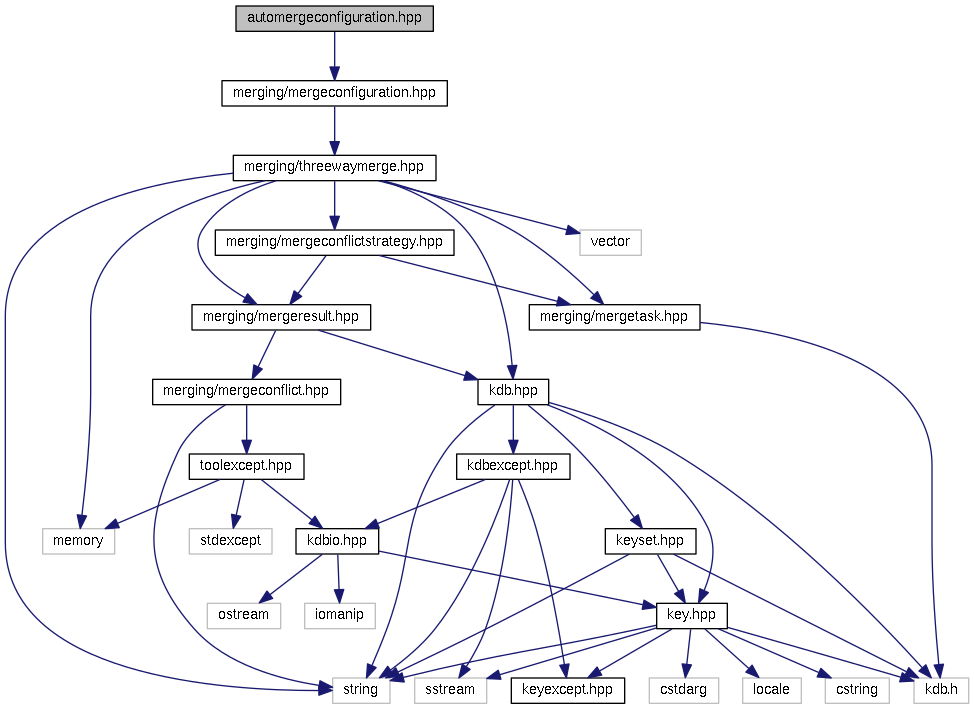 automergeconfiguration.hpp
merging/mergeconfiguration.hpp
merging/threewaymerge.hpp
merging/mergeconflictstrategy.hpp
vector
merging/mergeresult.hpp
merging/mergetask.hpp
merging/mergeconflict.hpp
kdb.hpp
toolexcept.hpp
kdbexcept.hpp
memory
stdexcept
kdbio.hpp
keyset.hpp
ostream
iomanip
key.hpp
string
sstream
keyexcept.hpp
cstdarg
locale
cstring
kdb.h